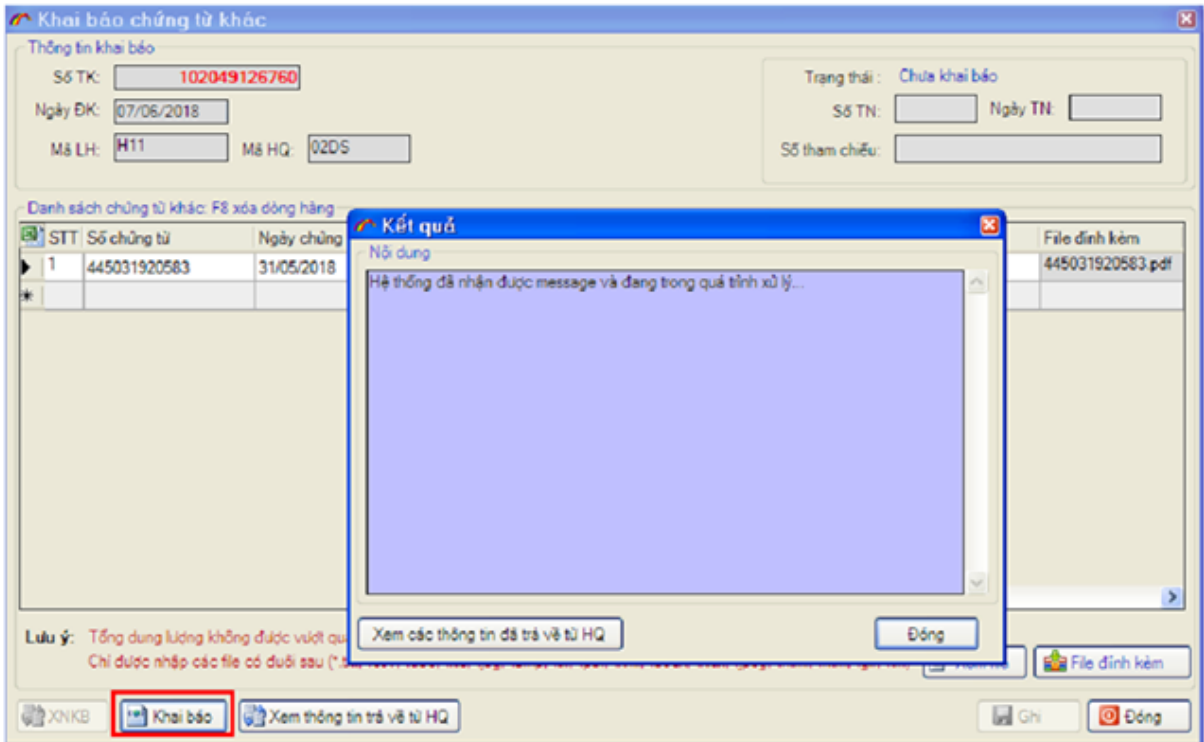 Khai báo chứng từ khác
Thông tin khai báo
Số TK: 102049126760
Ngày ĐK: 07/06/2018
Mã LH: H11 Mã HQ: 02DS
Trạng thái : Chưa khai báo
Số TN: Ngày TN:
Số tham chiếu:
Danh sách chứng từ khác: F8 xóa dòng hàng
STT Số chứng từ Ngày chứng File đính kèm
1 445031920583 31/05/2018 445031920583.pdf
Kết quả
Nội dung
Hệ thống đã nhận được message và đang trong quá trình xử lý...
Xem các thông tin đã trả về từ HQ Đóng
Lưu ý: Tổng dung lượng không được vượt qu
Chỉ được nhập các file có đuôi sau
File đính kèm
XNKB Khai báo Xem thông tin trả về từ HQ Ghi Đóng